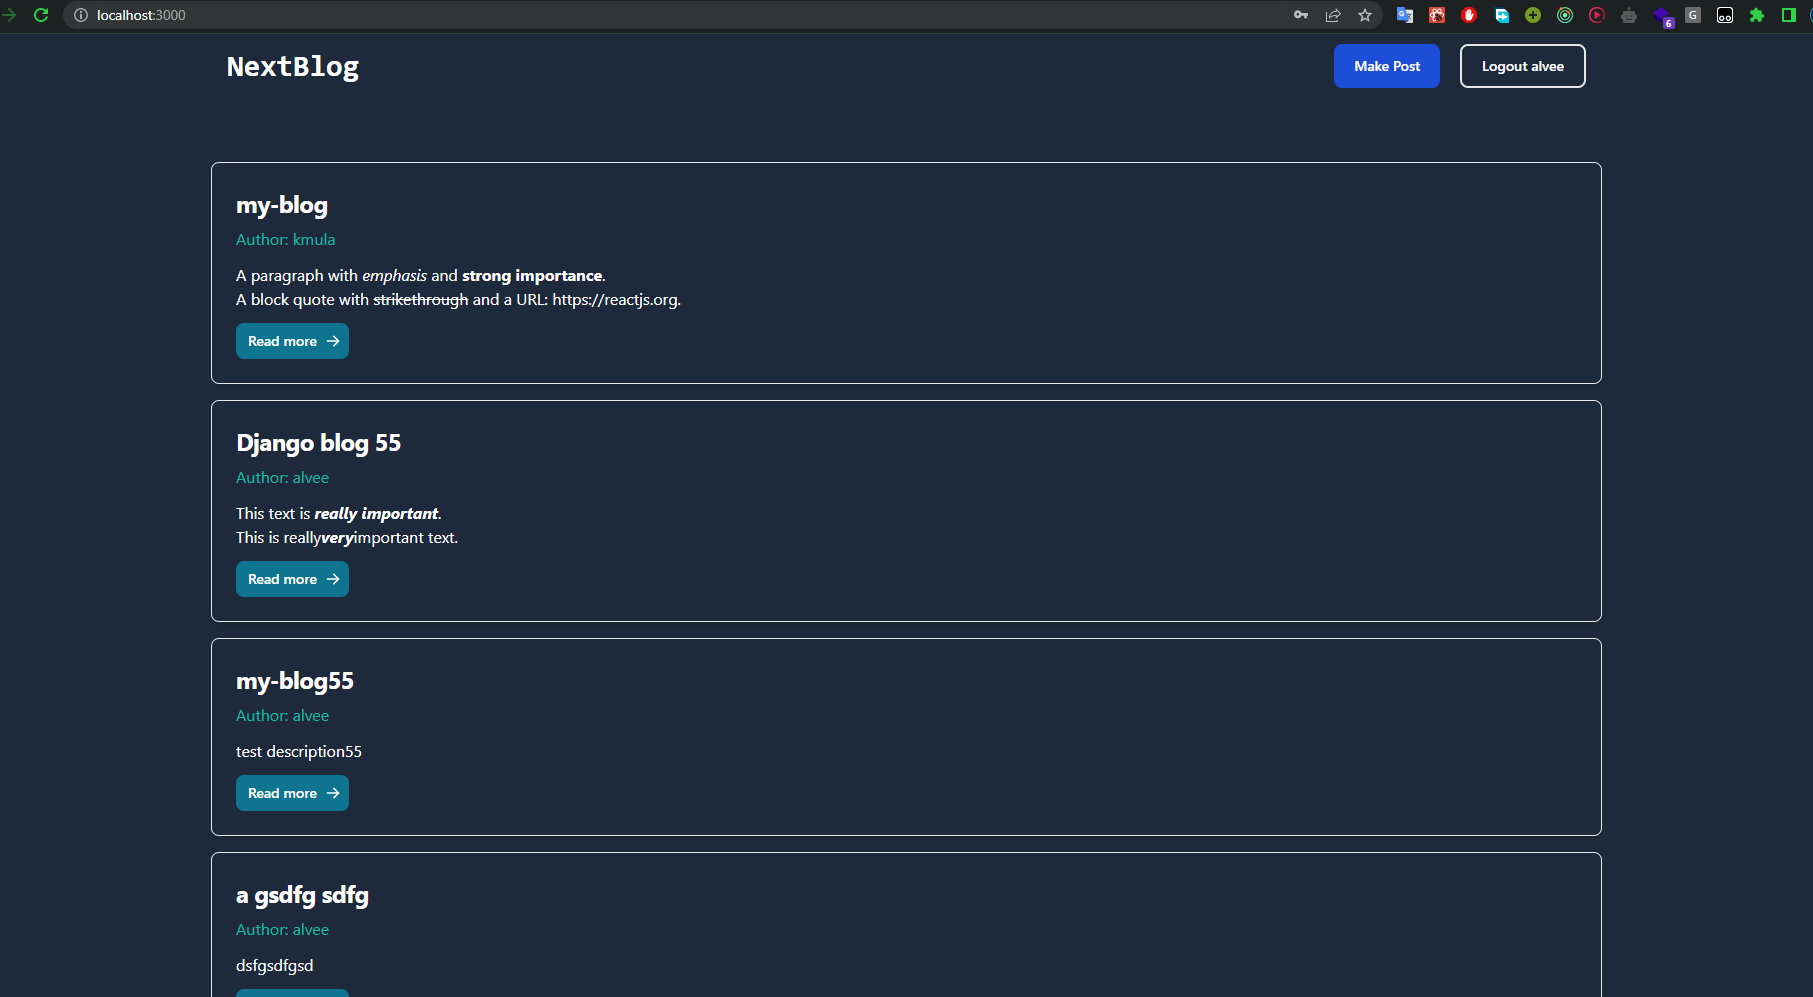 localhost:3000
6
G
NextBlog
Make Post
Logout alvee
my-blog
Author: kmula
A paragraph with emphasis and strong importance.
A block quote with strikethrough and a URL: https://reactjs.org.
Read more
Django blog 55
Author: alvee
This text is really important.
This is reallyveryimportant text.
Read more
my-blog55
Author: alvee
test description55
Read more
a gsdfg sdfg
Author: alvee
dsfgsdfgsd